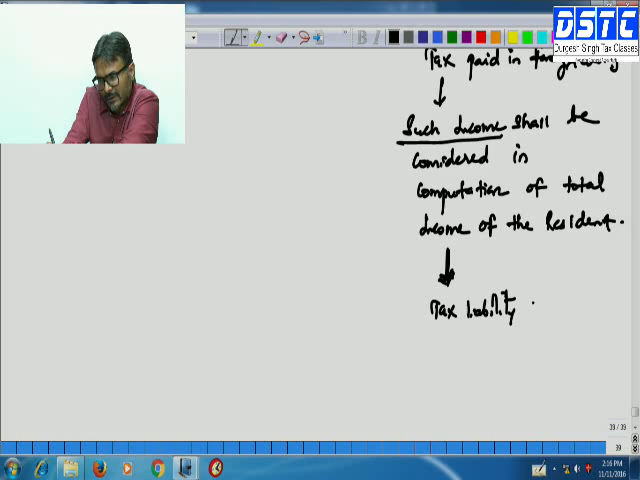 DSTC
Durgesh Singh Tax Classes
Tax paid in
Such Income shall be
Considered in
Computation of total
Income of the Resident.
Tax liability
B I
39 / 39
39
2:16 PM
11/11/2016